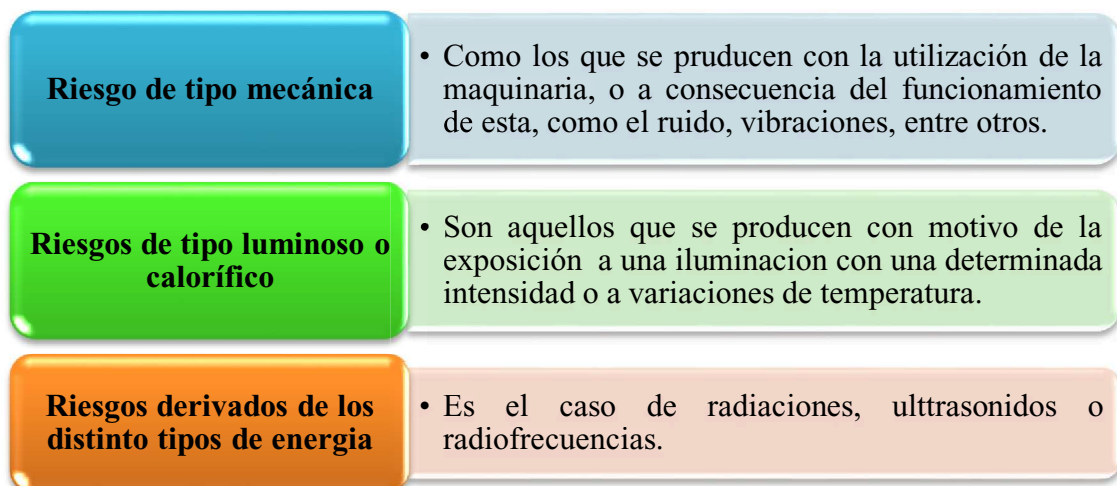 Riesgo de tipo mecánica
• Como los que se pruducen con la utilización de la
maquinaria, o a consecuencia del funcionamiento
de esta, como el ruido, vibraciones, entre otros.
Riesgos de tipo luminoso o
calorífico
• Son aquellos que se producen con motivo de la
exposición a una iluminacion con una determinada
intensidad o a variaciones de temperatura.
Riesgos derivados de los
distinto tipos de energia
• Es el caso de radiaciones, ulttrasonidos o
radiofrecuencias.